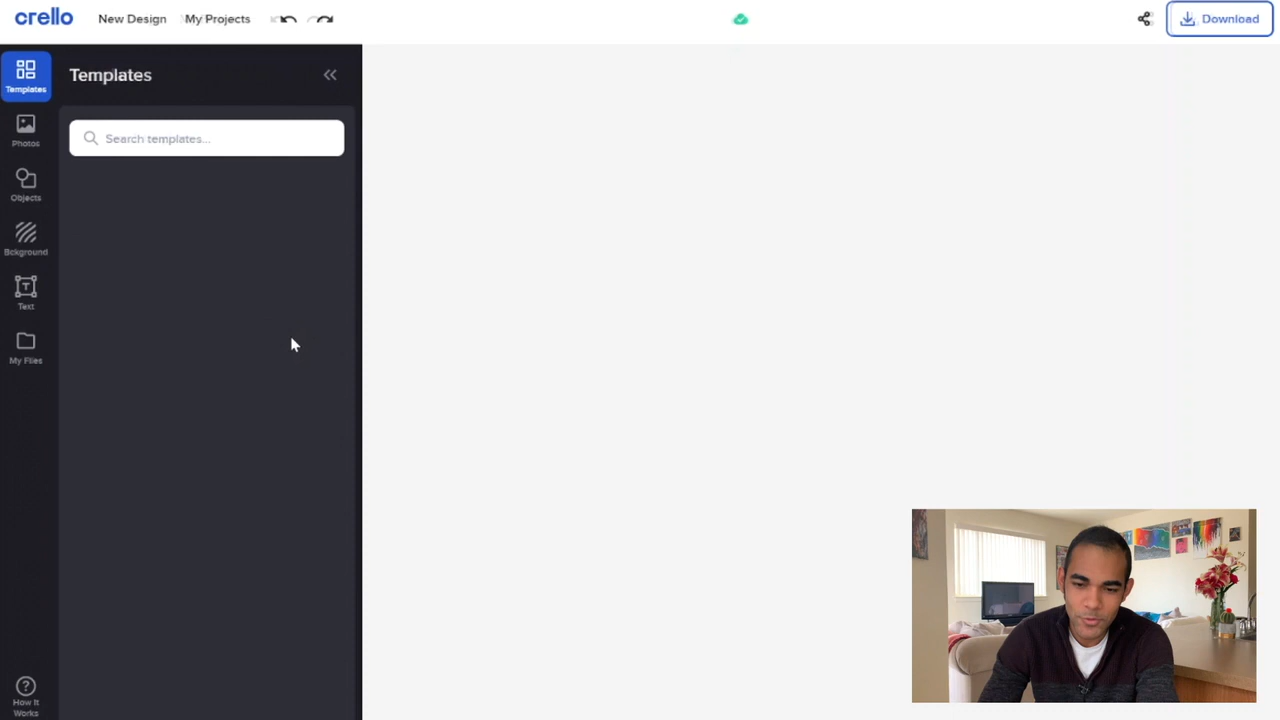 crello
New Design
My Projects
Download
Templates
Templates
Search templates...
Photos
Objects
Bckground
Text
My Files
How It
Works